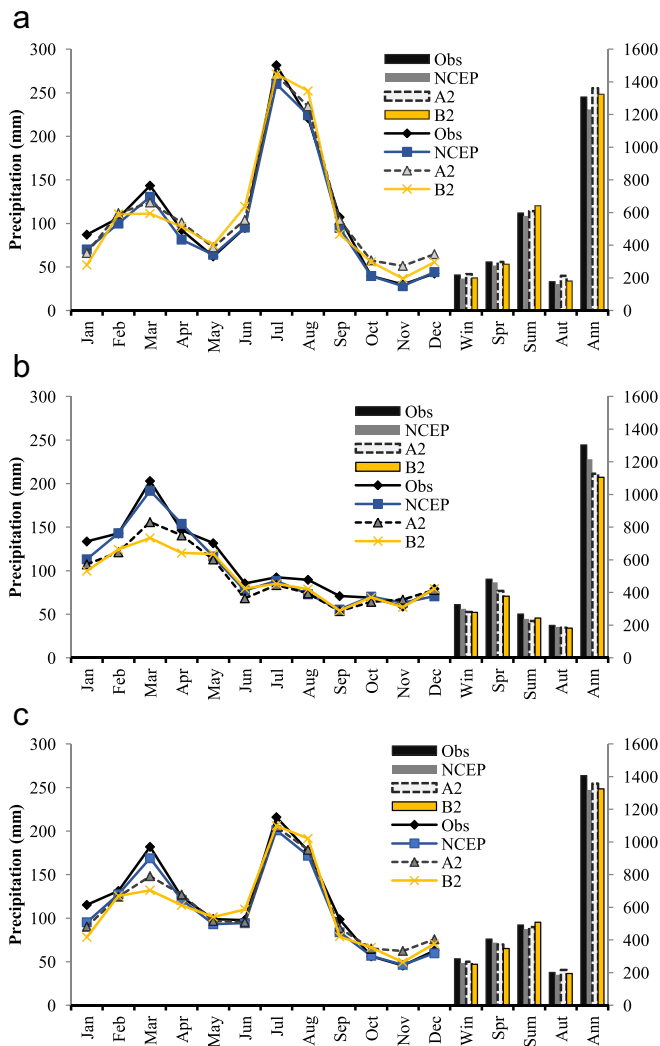 a
300
250
200
150
100
50
0
Precipitation (mm)
1600
1400
1200
1000
800
600
400
200
0
Obs
NCEP
A2
B2
Obs
NCEP
A2
B2
Jan
Feb
Mar
Apr
May
Jun
Jul
Aug
Sep
Oct
Nov
Dec
Win
Spr
Sum
Aut
Ann
b
300
250
200
150
100
50
0
Precipitation (mm)
1600
1400
1200
1000
800
600
400
200
0
Obs
NCEP
A2
B2
Obs
NCEP
A2
B2
Jan
Feb
Mar
Apr
May
Jun
Jul
Aug
Sep
Oct
Nov
Dec
Win
Spr
Sum
Aut
Ann
c
300
250
200
150
100
50
0
Precipitation (mm)
1600
1400
1200
1000
800
600
400
200
0
Obs
NCEP
A2
B2
Obs
NCEP
A2
B2
Jan
Feb
Mar
Apr
May
Jun
Jul
Aug
Sep
Oct
Nov
Dec
Win
Spr
Sum
Aut
Ann